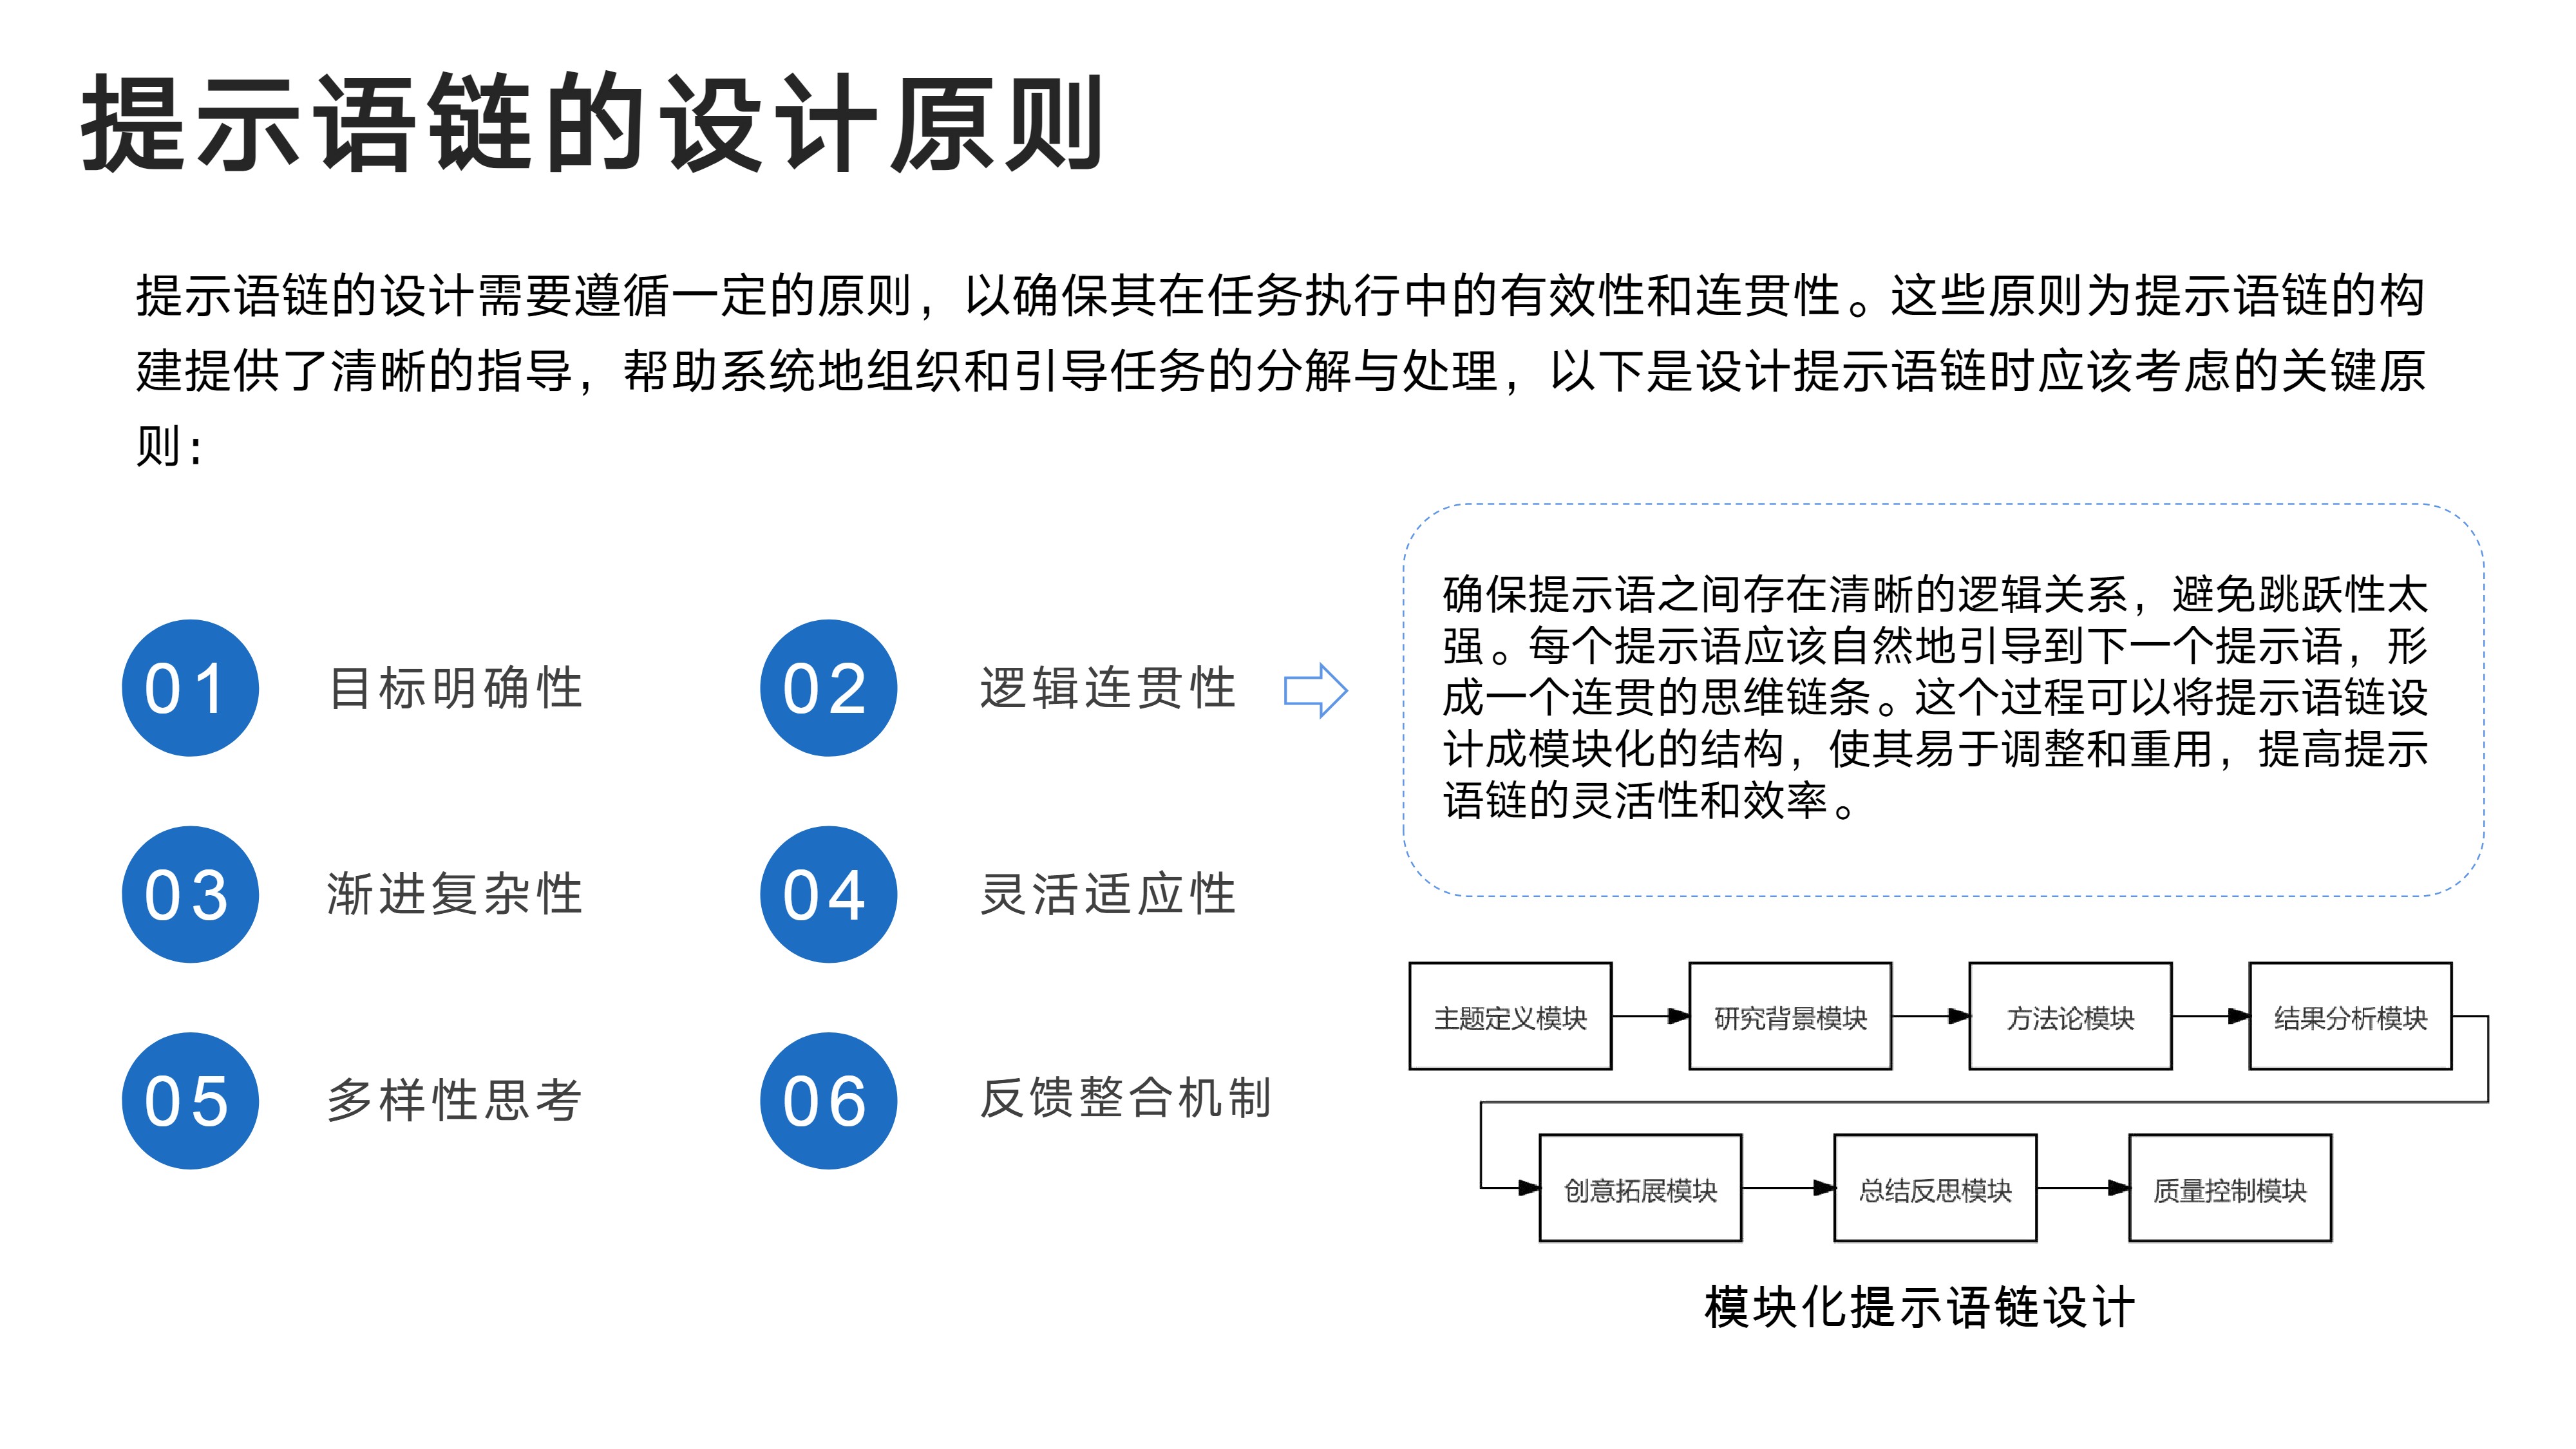 提示语链的设计原则
提示语链的设计需要遵循一定的原则，以确保其在任务执行中的有效性和连贯性。这些原则为提示语链的构
建提供了清晰的指导，帮助系统地组织和引导任务的分解与处理，以下是设计提示语链时应该考虑的关键原
则：
01
目标明确性
02
逻辑连贯性
03
渐进复杂性
04
灵活适应性
05
多样性思考
06
反馈整合机制
确保提示语之间存在清晰的逻辑关系，避免跳跃性太
强。每个提示语应该自然地引导到下一个提示语，形
成一个连贯的思维链条。这个过程可以将提示语链设
计成模块化的结构，使其易于调整和重用，提高提示
语链的灵活性和效率。
主题定义模块
研究背景模块
方法论模块
结果分析模块
创意拓展模块
总结反思模块
质量控制模块
模块化提示语链设计